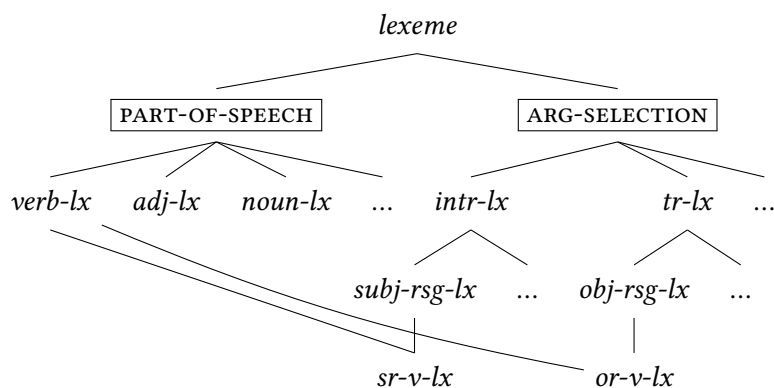 lexeme
PART-OF-SPEECH ARG-SELECTION
verb-lx adj-lx noun-lx ... intr-lx tr-lx ...
subj-rsg-lx ... obj-rsg-lx ...
sr-v-lx or-v-lx